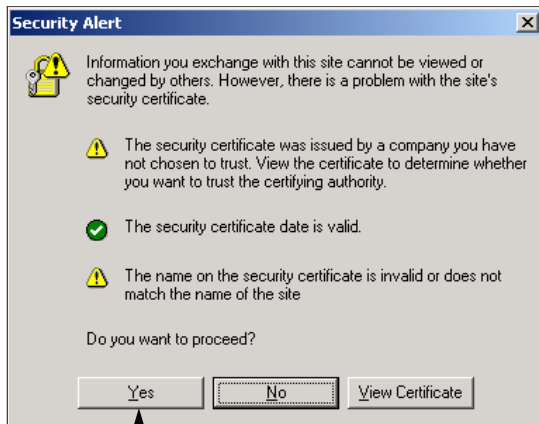 Security Alert
Information you exchange with this site cannot be viewed or
changed by others. However, there is a problem with the site's
security certificate.
The security certificate was issued by a company you have
not chosen to trust. View the certificate to determine whether
you want to trust the certifying authority.
The security certificate date is valid.
The name on the security certificate is invalid or does not
match the name of the site
Do you want to proceed?
Yes
No
View Certificate